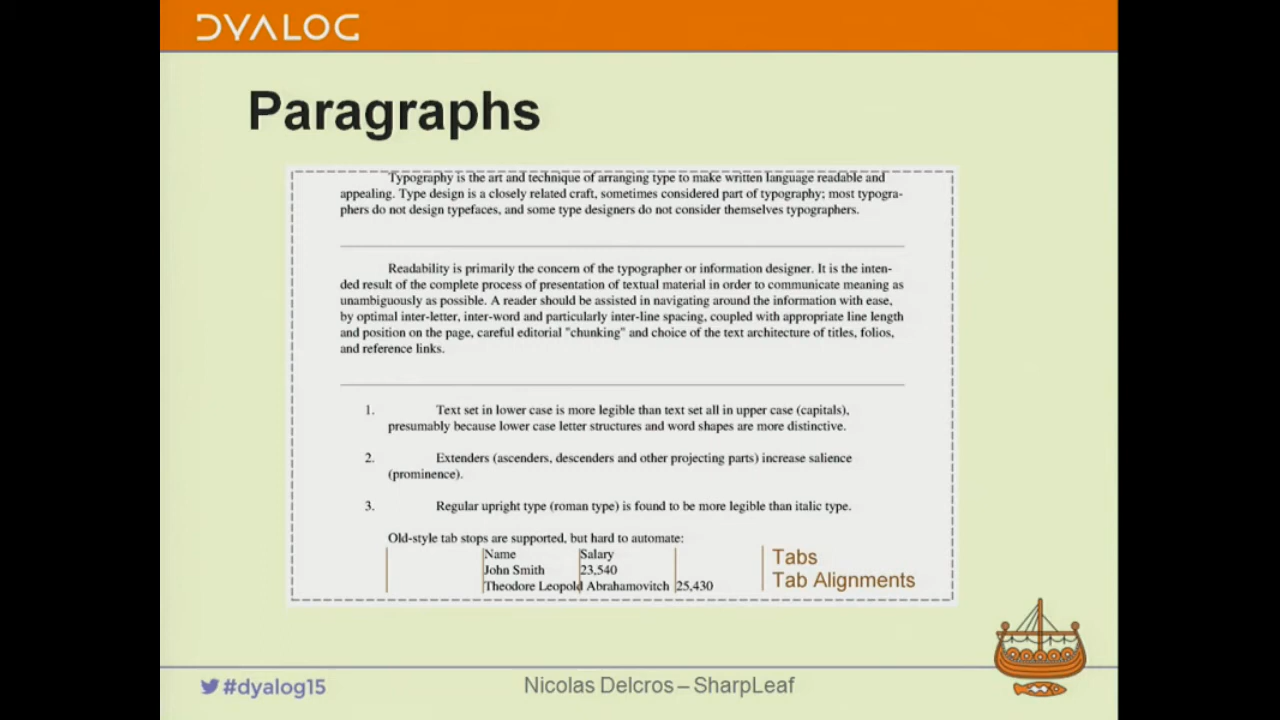 DYALOG
Paragraphs
Typography is the art and technique of arranging type to make written language readable and
appealing. Type design is a closely related craft, sometimes considered part of typography; most typogra-
phers do not design typefaces, and some type designers do not consider themselves typographers.
Readability is primarily the concern of the typographer or information designer. It is the inten-
ded result of the complete process of presentation of textual material in order to communicate meaning as
unambiguously as possible. A reader should be assisted in navigating around the information with ease,
by optimal inter-letter, inter-word and particularly inter-line spacing, coupled with appropriate line length
and position on the page, careful editorial "chunking" and choice of the text architecture of titles, folios,
and reference links.
1. Text set in lower case is more legible than text set all in upper case (capitals),
presumably because lower case letter structures and word shapes are more distinctive.
2. Extenders (ascenders, descenders and other projecting parts) increase salience
(prominence).
3. Regular upright type (roman type) is found to be more legible than italic type.
Old-style tab stops are supported, but hard to automate:
Name Salary
John Smith 23,540
Theodore Leopold Abrahamovitch 25,430
Tabs
Tab Alignments
#dyalog15
Nicolas Delcros – SharpLeaf